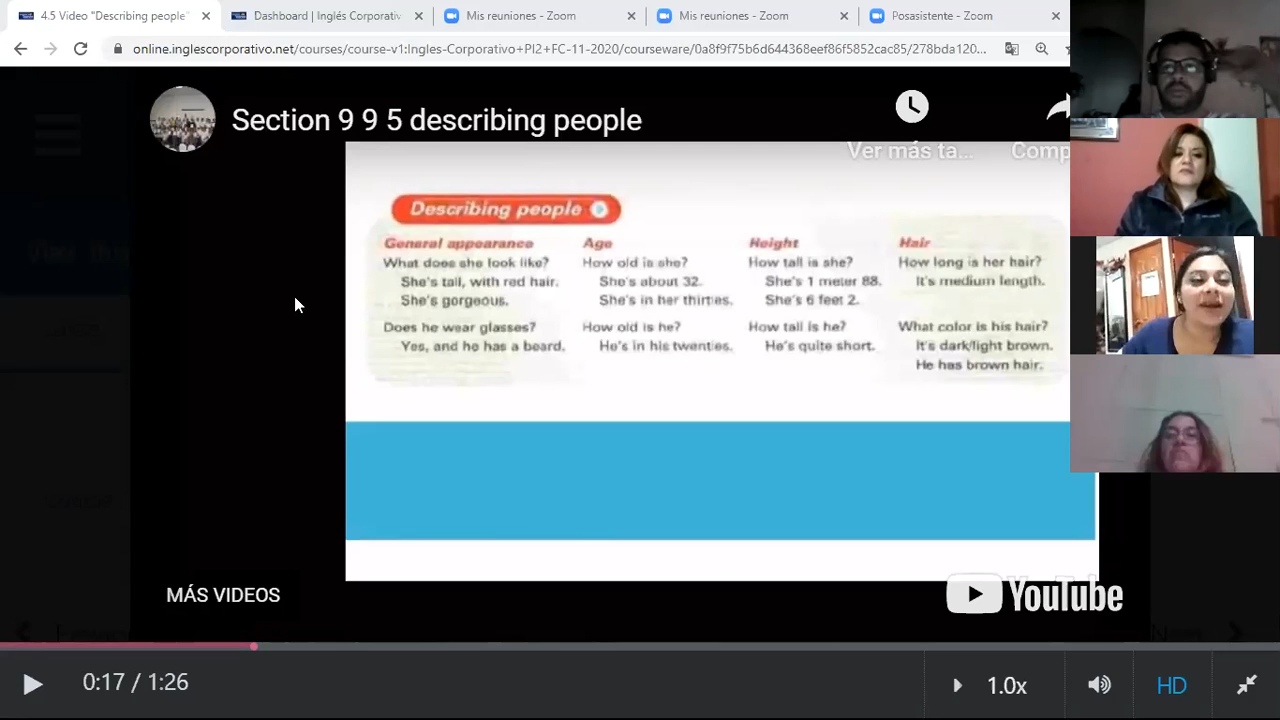 4.5 Video "Describing people"
Dashboard | Inglés Corporativ
Mis reuniones - Zoom
Mis reuniones - Zoom
Posasistente - Zoom
online.inglescorporativo.net/courses/course-v1:Ingles-Corporativo+PI2+FC-11-2020/courseware/0a8f9f75b6d644368eef86f5852cac85/278bda120...
Section 9 9 5 describing people
Ver más ta...
Comp
Describing people
General appearance
What does she look like?
She's tall, with red hair.
She's gorgeous.
Does he wear glasses?
Yes, and he has a beard.
Age
How old is she?
She's about 32.
She's in her thirties.
How old is he?
He's in his twenties.
Height
How tall is she?
She's 1 meter 88.
She's 6 feet 2.
How tall is he?
He's quite short.
Hair
How long is her hair?
It's medium length.
What color is his hair?
It's dark/light brown.
He has brown hair.
MÁS VIDEOS
YouTube
0:17 / 1:26
1.0x
HD